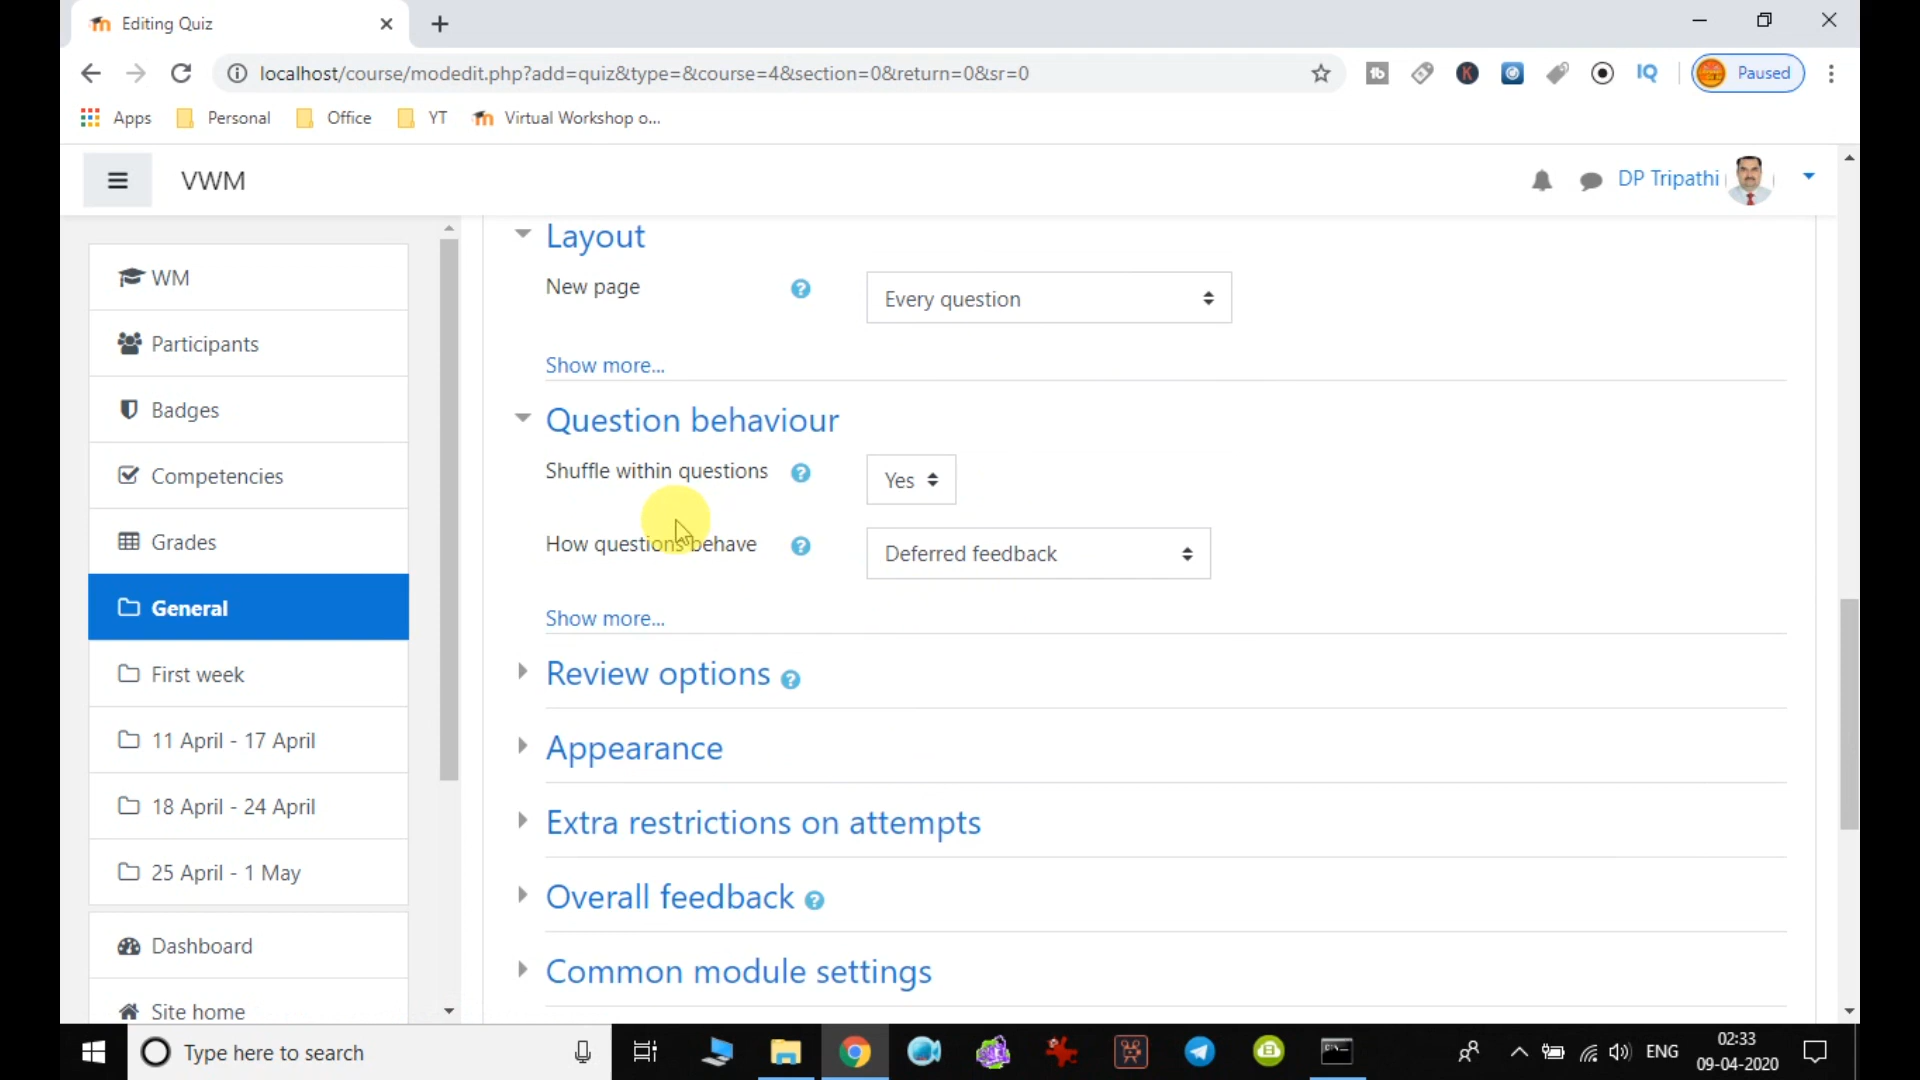 Editing Quiz
localhost/course/modedit.php?add=quiz&type=&course=4&section=0&return=0&sr=0
Paused
Apps
Personal
Office
YT
Virtual Workshop o...
VWM
DP Tripathi
WM
Participants
Badges
Competencies
Grades
General
First week
11 April - 17 April
18 April - 24 April
25 April - 1 May
Dashboard
Site home
Layout
New page
Every question
Show more...
Question behaviour
Shuffle within questions
Yes
How questions behave
Deferred feedback
Show more...
Review options
Appearance
Extra restrictions on attempts
Overall feedback
Common module settings
Type here to search
ENG
02:33
09-04-2020